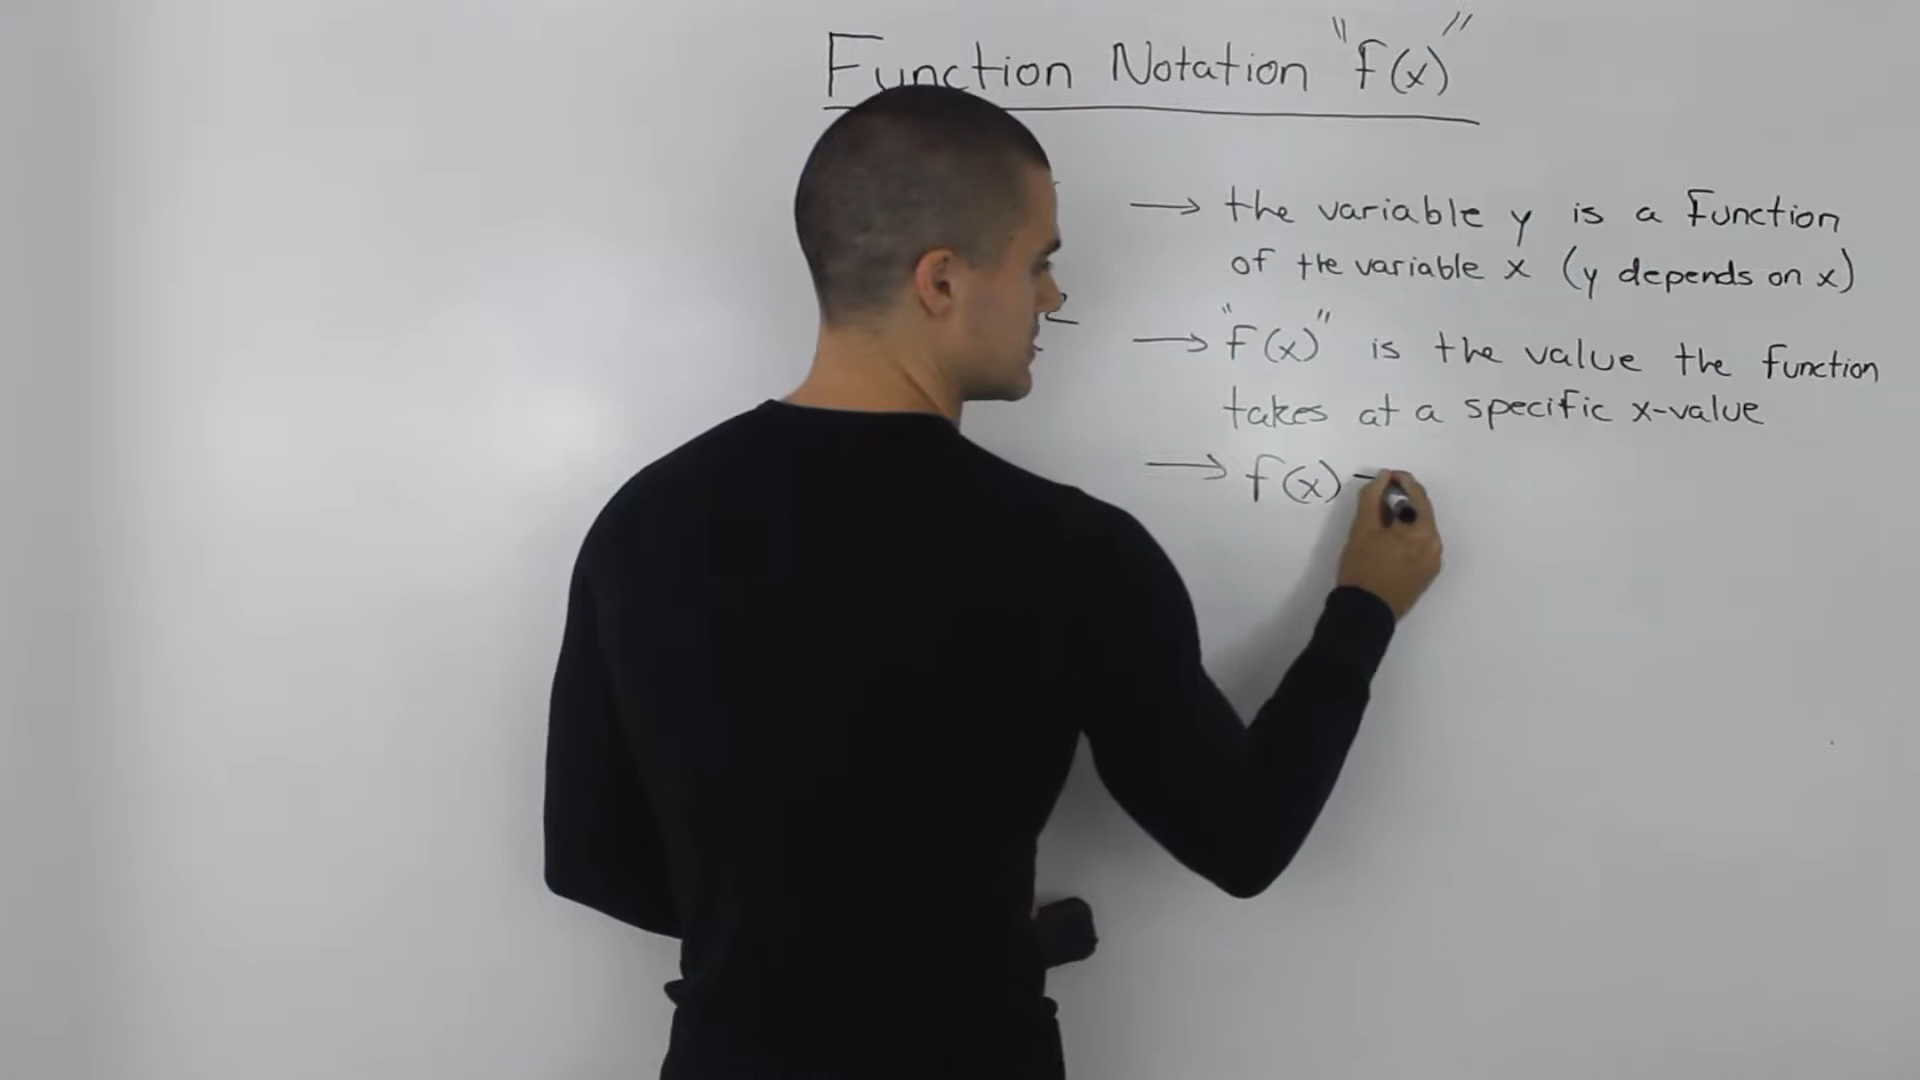 Function Notation "f(x)"
→ the variable y is a function
of the variable x (y depends on x)
2
→ "f(x)" is the value the function
takes at a specific x-value
→ f(x) -